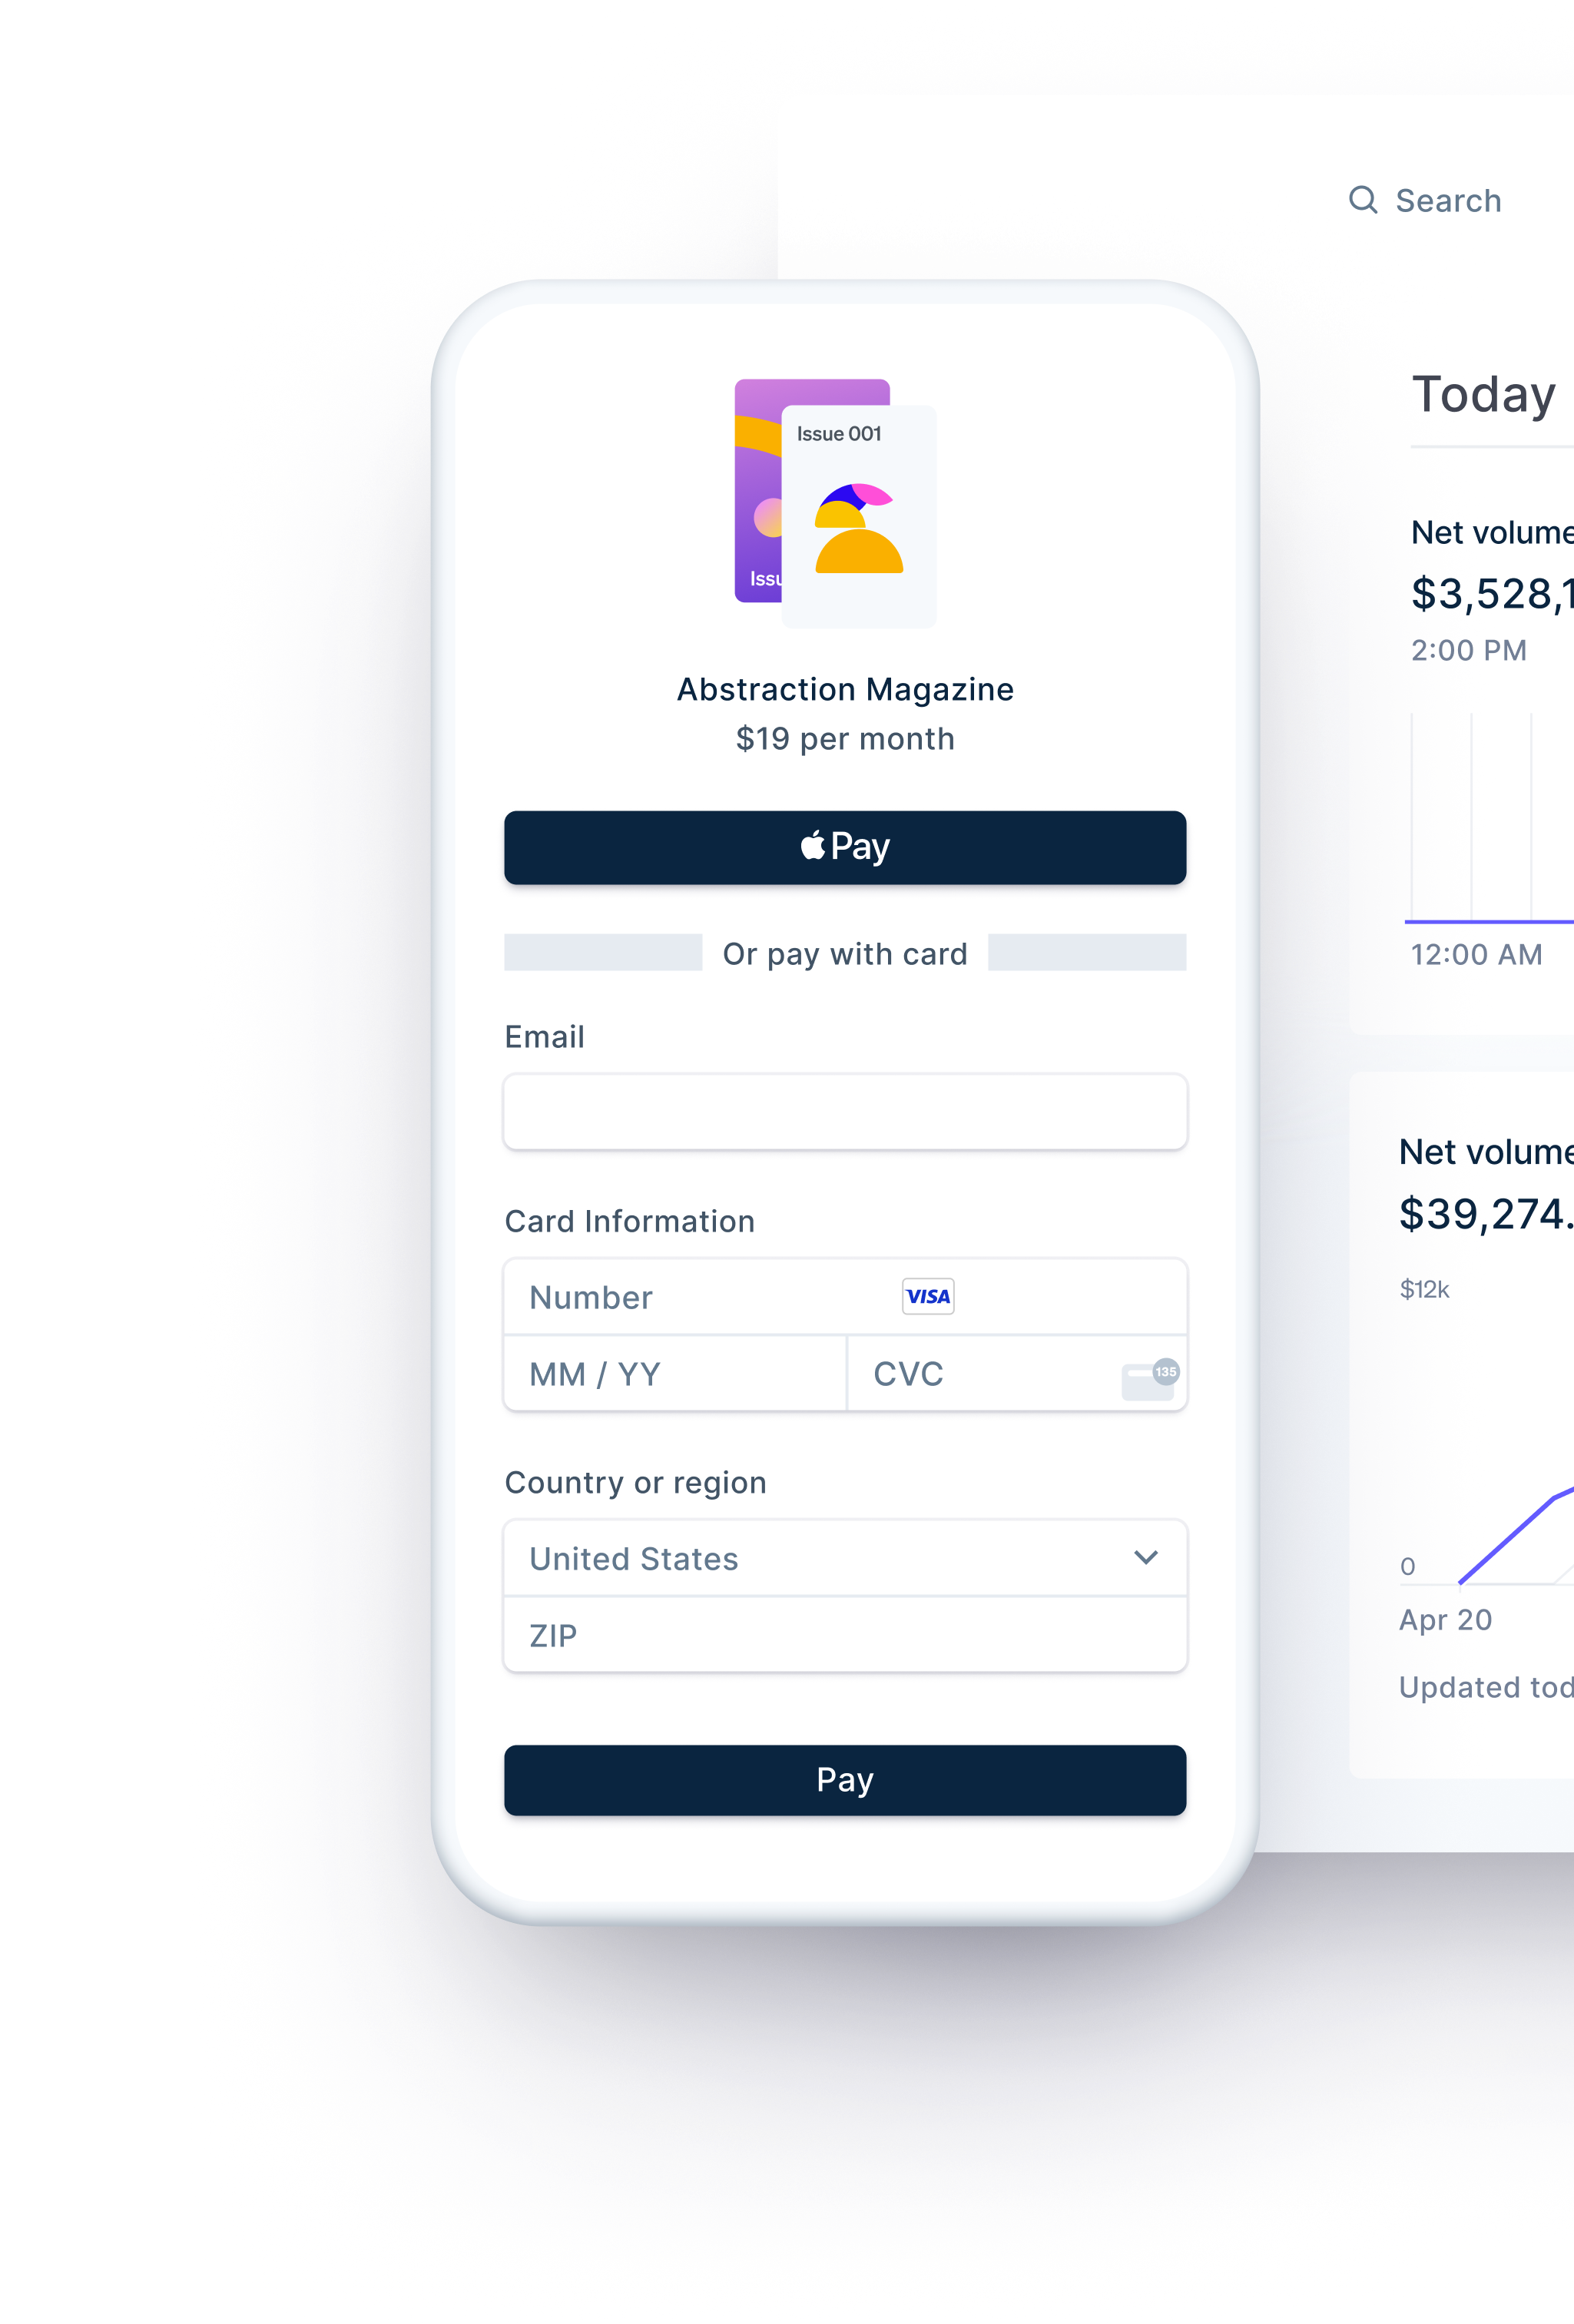 Search
Today
Net volume
$3,528,1
2:00 PM
12:00 AM
Net volume
$39,274.
$12k
0
Apr 20
Updated tod
Issue 001
Issu
Abstraction Magazine
$19 per month
Pay
Or pay with card
Email
Card Information
Number
VISA
MM / YY
CVC
135
Country or region
United States
ZIP
Pay